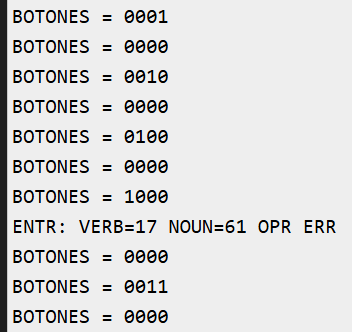 BOTONES = 0001
BOTONES = 0000
BOTONES = 0010
BOTONES = 0000
BOTONES = 0100
BOTONES = 0000
BOTONES = 1000
ENTR: VERB=17 NOUN=61 OPR ERR
BOTONES = 0000
BOTONES = 0011
BOTONES = 0000